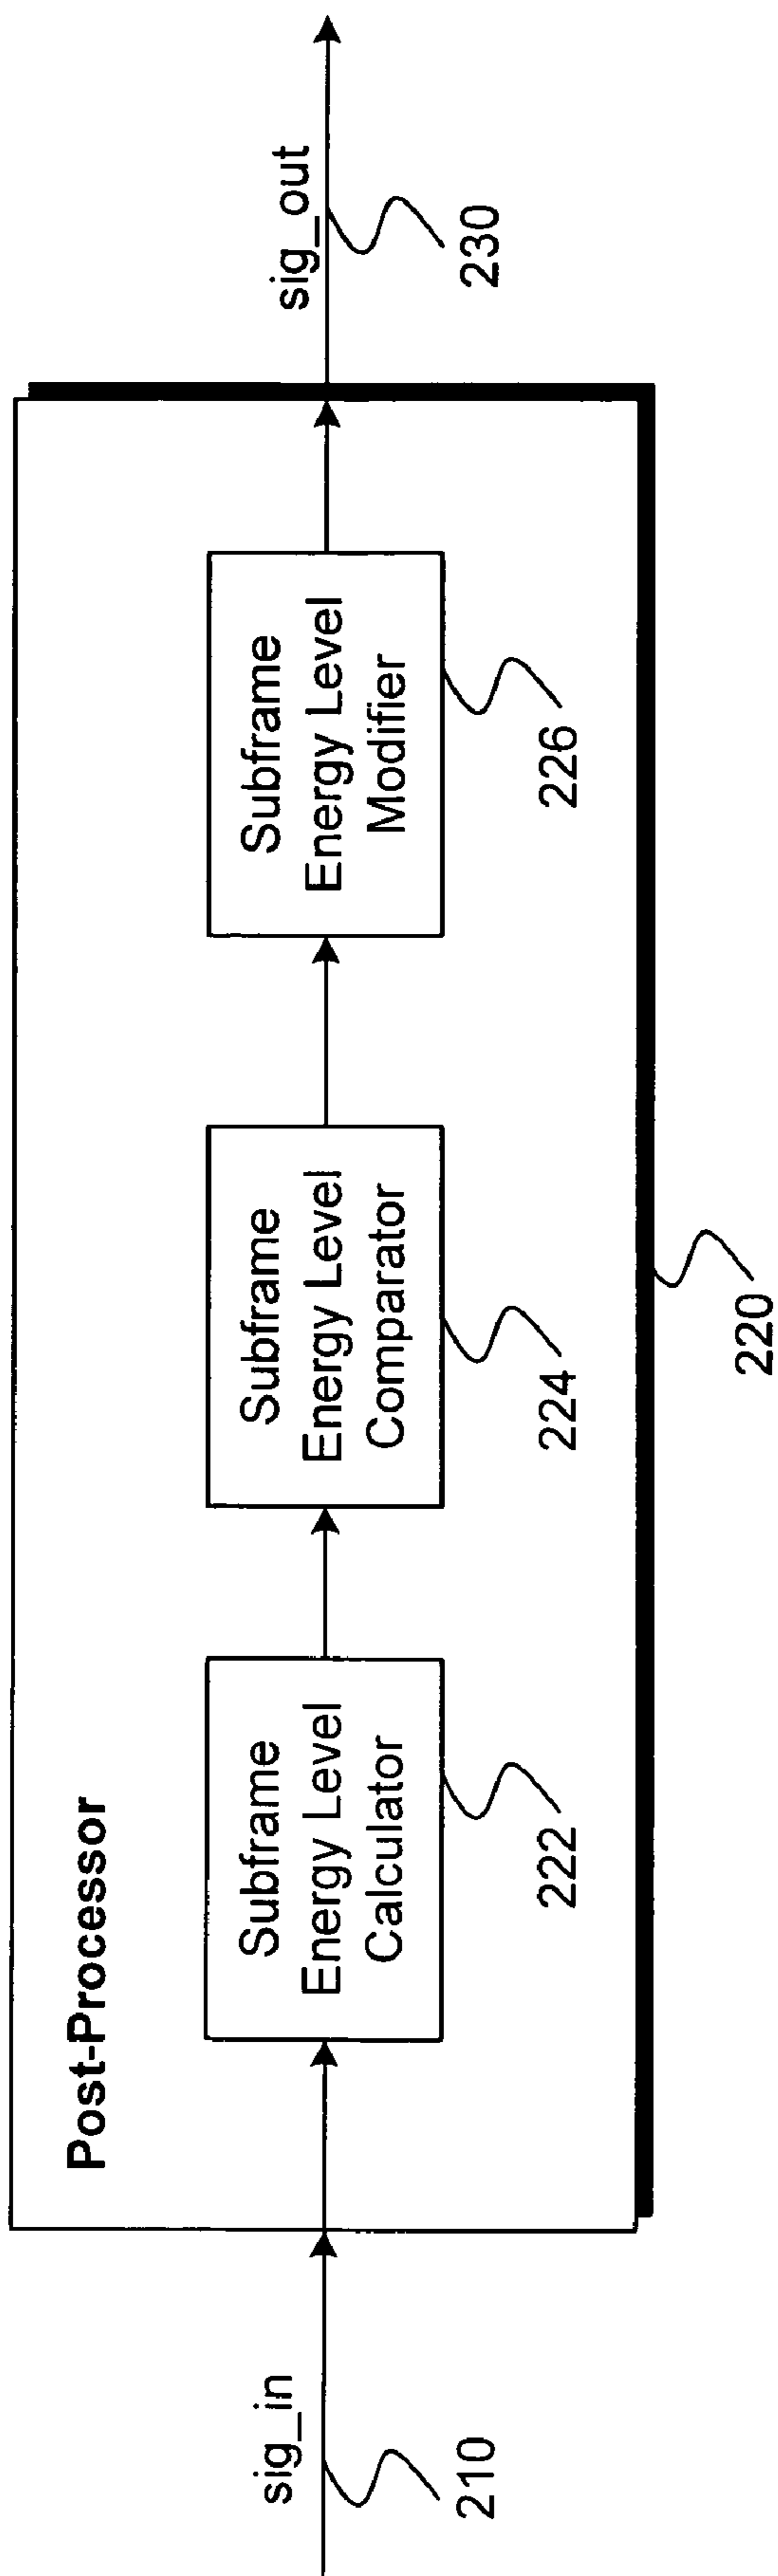 Post-Processor
sig_in
210
Subframe
Energy Level
Calculator
222
Subframe
Energy Level
Comparator
224
Subframe
Energy Level
Modifier
226
sig_out
230
220